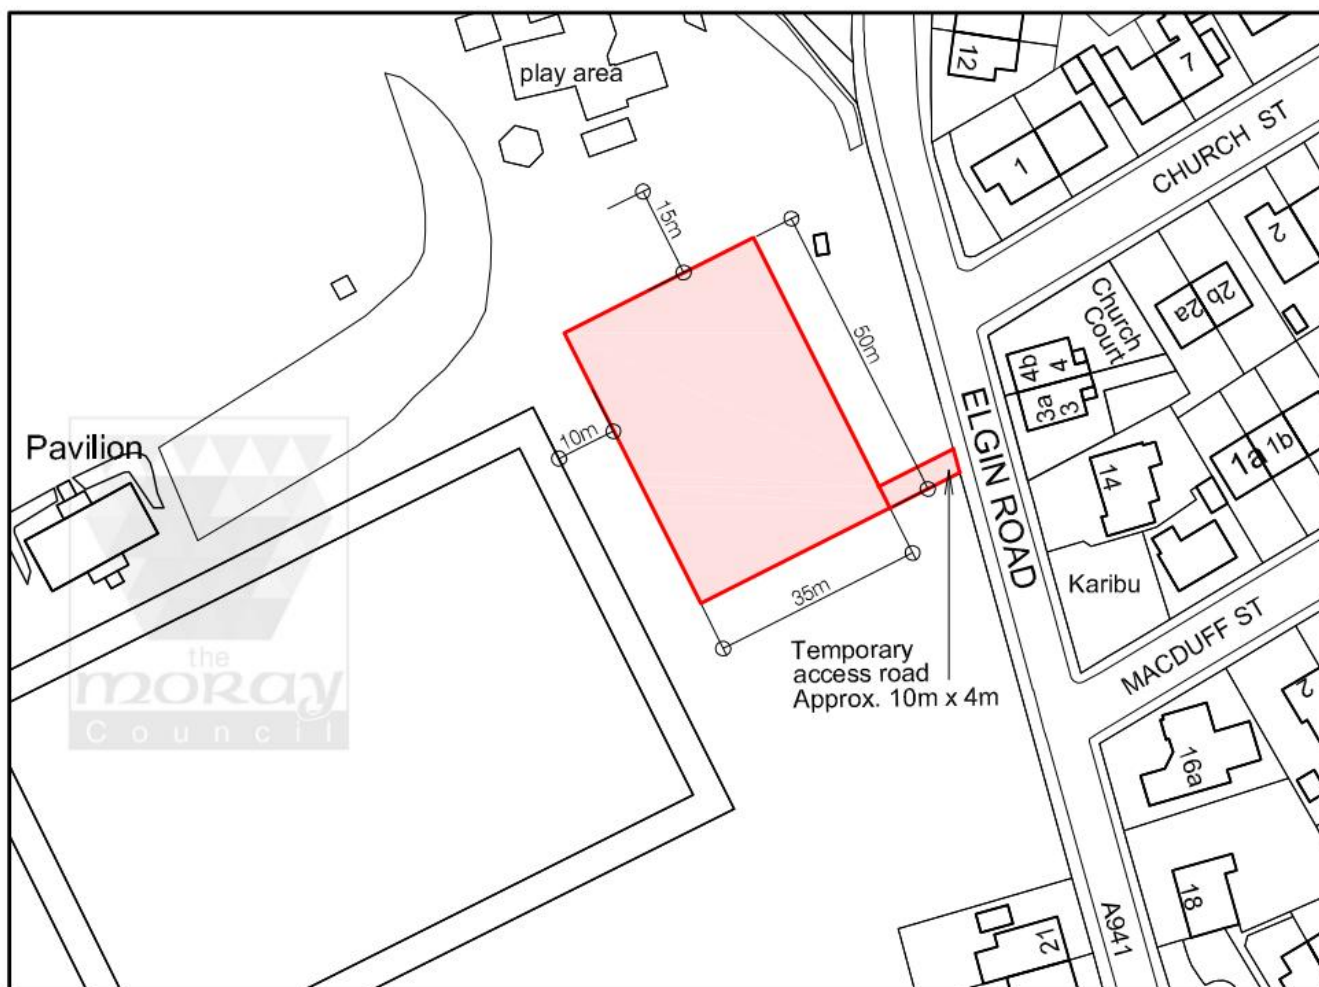 play area
12
7
1
CHURCH ST
15m
2
50m
Church
Court
2a
2b
4b
4
3a
3
ELGIN ROAD
10m
Pavilion
14
1a
1b
Karibu
35m
MACDUFF ST
Temporary
access road
Approx. 10m x 4m
the
moray
Council
2
16a
18
21
A941